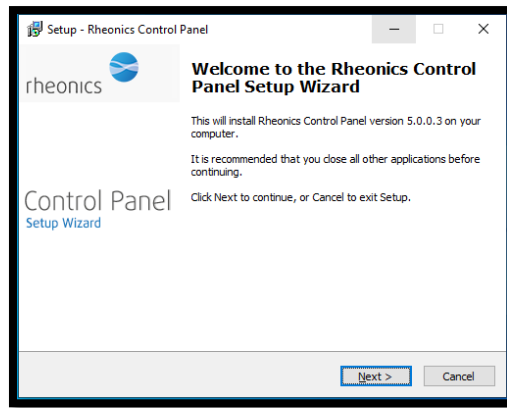 Setup - Rheonics Control Panel
rheonics
Welcome to the Rheonics Control
Panel Setup Wizard
This will install Rheonics Control Panel version 5.0.0.3 on your
computer.
It is recommended that you close all other applications before
continuing.
Click Next to continue, or Cancel to exit Setup.
Control Panel
Setup Wizard
Next >
Cancel